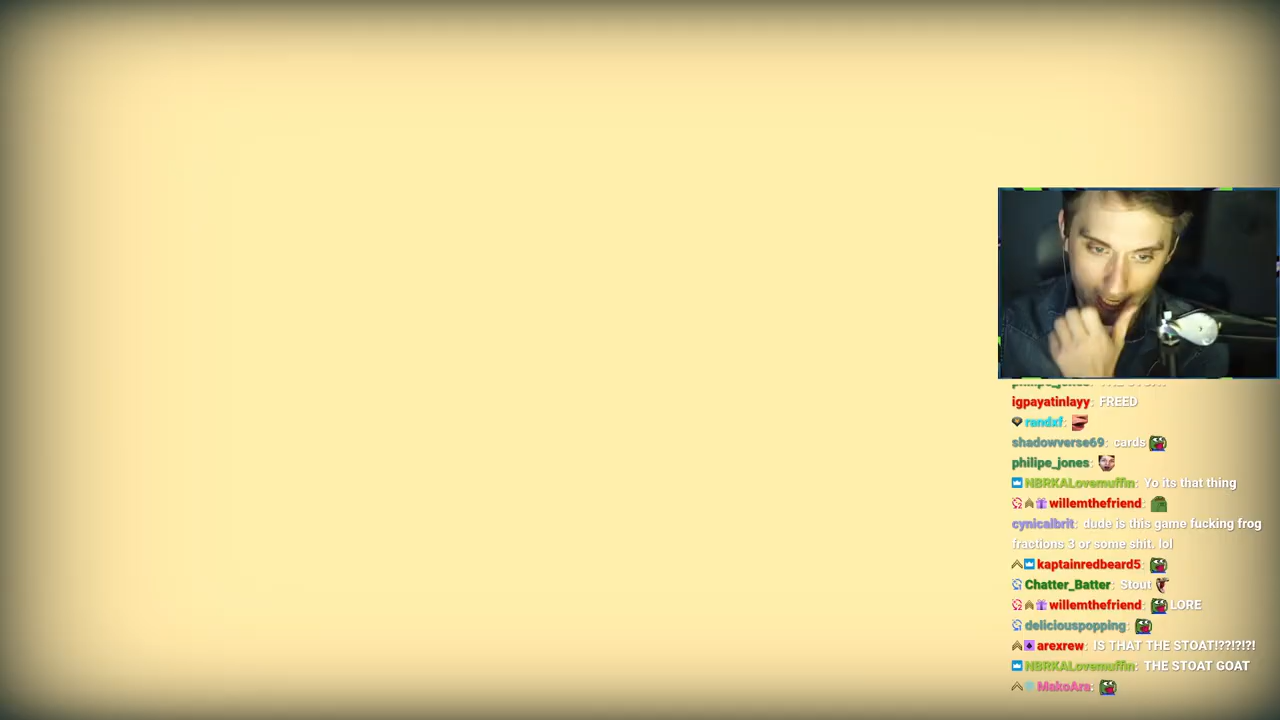 philipe_jones:
igpayatinlayy: FREED
randxf:
shadowverse69: cards
philipe_jones:
NBRKALovemuffin: Yo its that thing
willemthefriend:
cynicalbrit: dude is this game fucking frog
fractions 3 or some shit. lol
kaptainredbeard5:
Chatter_Batter: Stout
willemthefriend: LORE
deliciouspopping:
arexrew: IS THAT THE STOAT!??!?!?!
NBRKALovemuffin: THE STOAT GOAT
MakoAra: